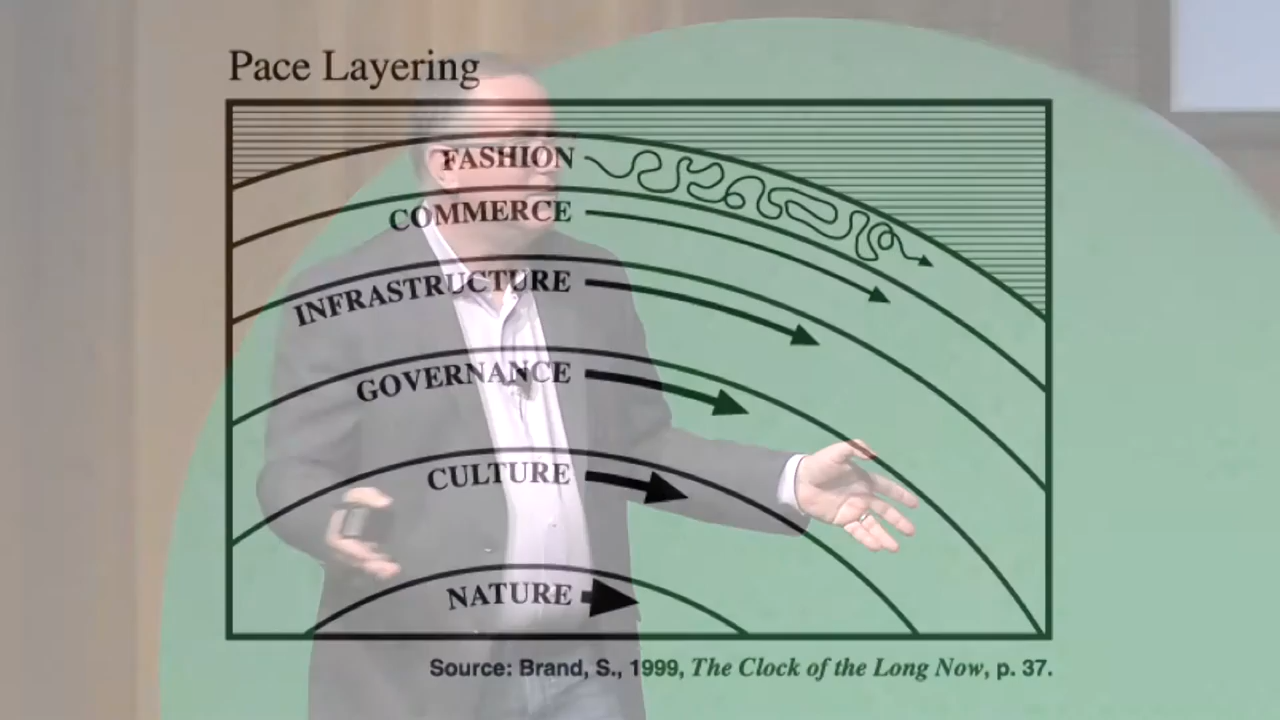 Pace Layering
FASHION
COMMERCE
INFRASTRUCTURE
GOVERNANCE
CULTURE
NATURE
Source: Brand, S., 1999, The Clock of the Long Now, p. 37.